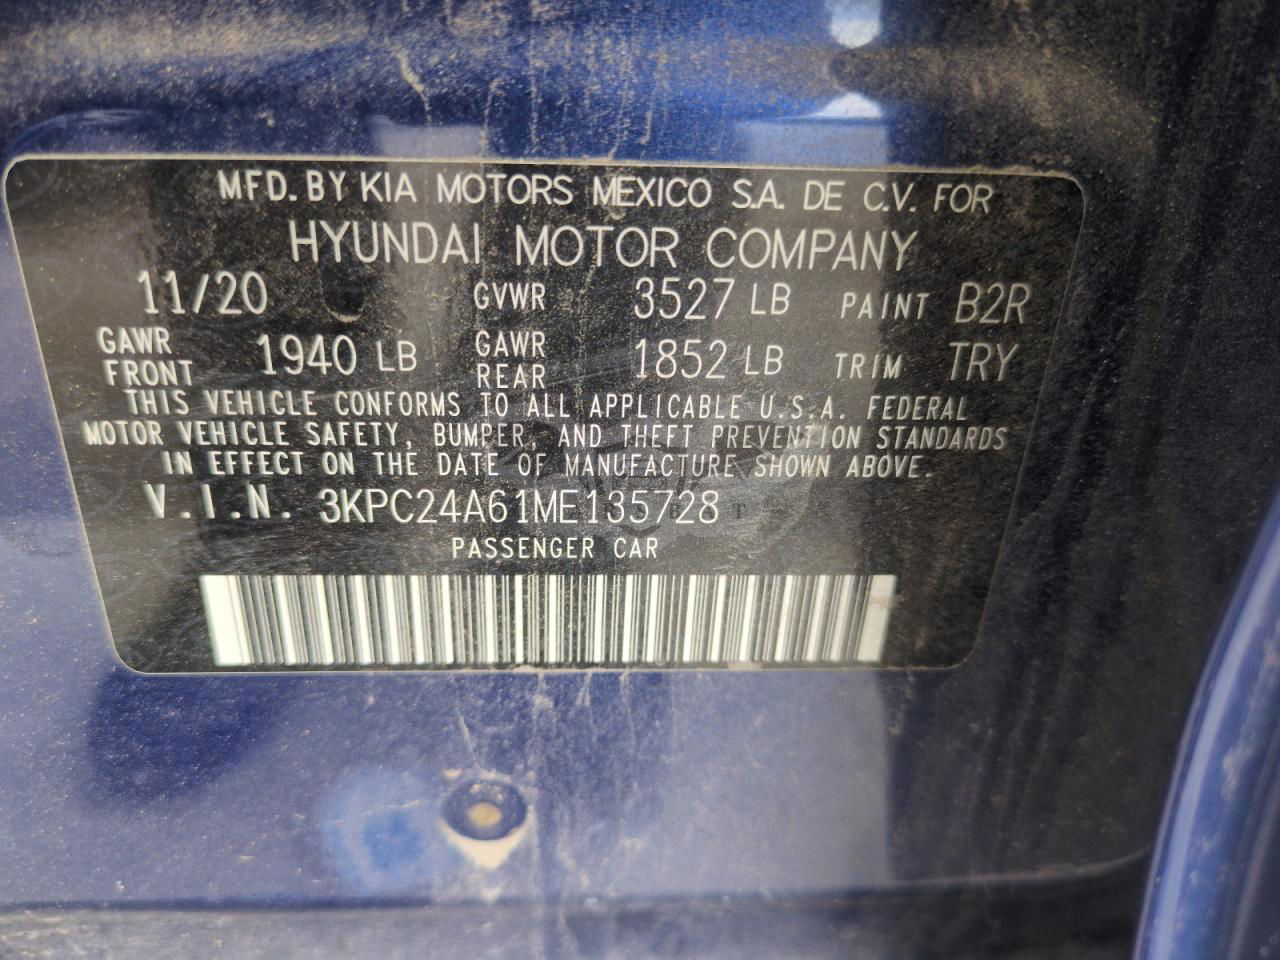 MFD. BY KIA MOTORS MEXICO S.A. DE C.V. FOR
HYUNDAI MOTOR COMPANY
11/20 GVWR 3527 LB PAINT B2R
GAWR FRONT 1940 LB GAWR REAR 1852 LB TRIM TRY
THIS VEHICLE CONFORMS TO ALL APPLICABLE U.S.A. FEDERAL
MOTOR VEHICLE SAFETY, BUMPER, AND THEFT PREVENTION STANDARDS
IN EFFECT ON THE DATE OF MANUFACTURE SHOWN ABOVE.
V.I.N. 3KPC24A61ME135728
PASSENGER CAR